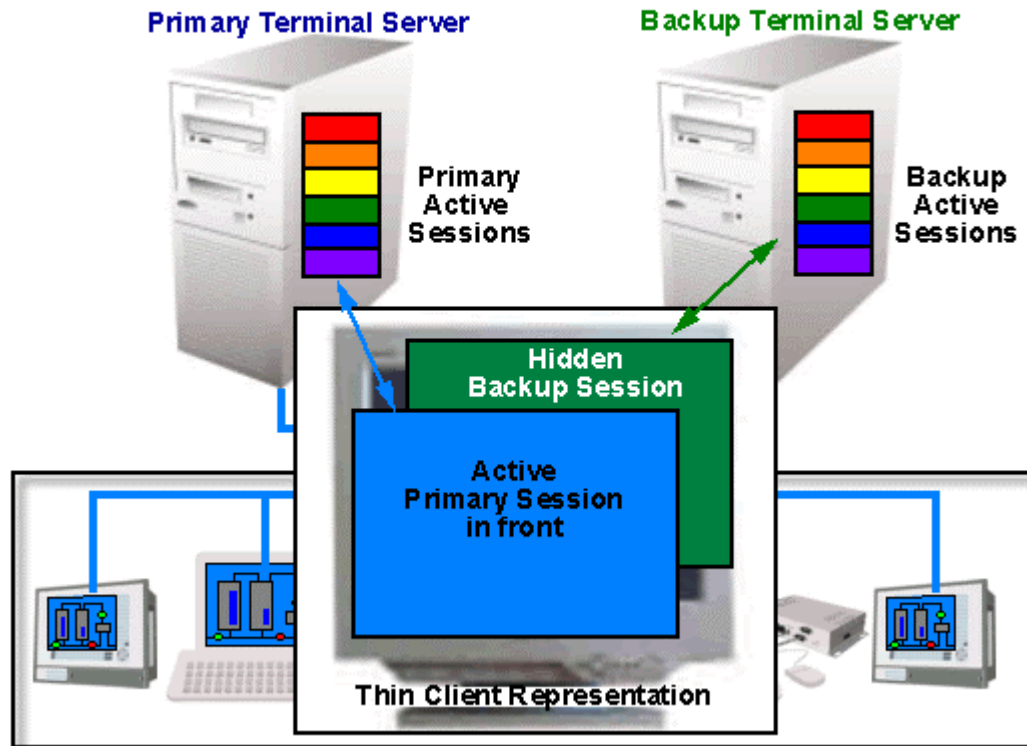 Primary Terminal Server
Backup Terminal Server
Primary
Active
Sessions
Backup
Active
Sessions
Hidden
Backup Session
Active
Primary Session
in front
Thin Client Representation